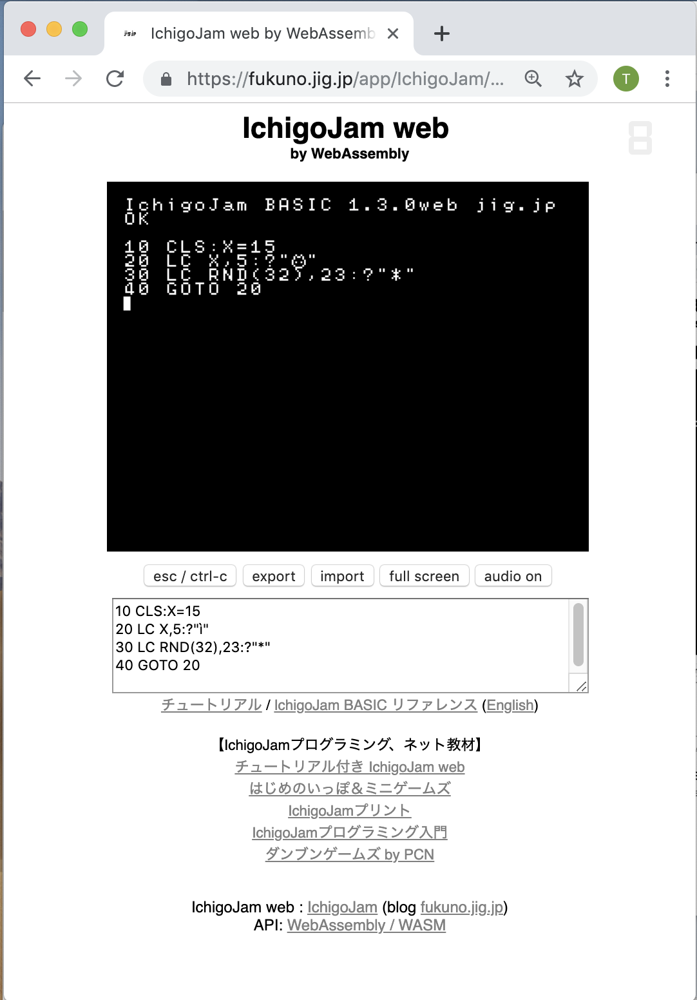 jig.jp
IchigoJam web by WebAssemb
https://fukuno.jig.jp/app/IchigoJam/...
T
IchigoJam web
by WebAssembly
8
IchigoJam BASIC 1.3.0web jig.jp
OK
10 CLS:X=15
20 LC X,5:?"☺"
30 LC RND(32),23:?"*"
40 GOTO 20
esc / ctrl-c
export
import
full screen
audio on
10 CLS:X=15
20 LC X,5:?"ì"
30 LC RND(32),23:?"*"
40 GOTO 20
チュートリアル / IchigoJam BASIC リファレンス (English)
【IchigoJamプログラミング、ネット教材】
チュートリアル付き IchigoJam web
はじめのいっぽ＆ミニゲームズ
IchigoJamプリント
IchigoJamプログラミング入門
ダンブンゲームズ by PCN
IchigoJam web : IchigoJam (blog fukuno.jig.jp)
API: WebAssembly / WASM